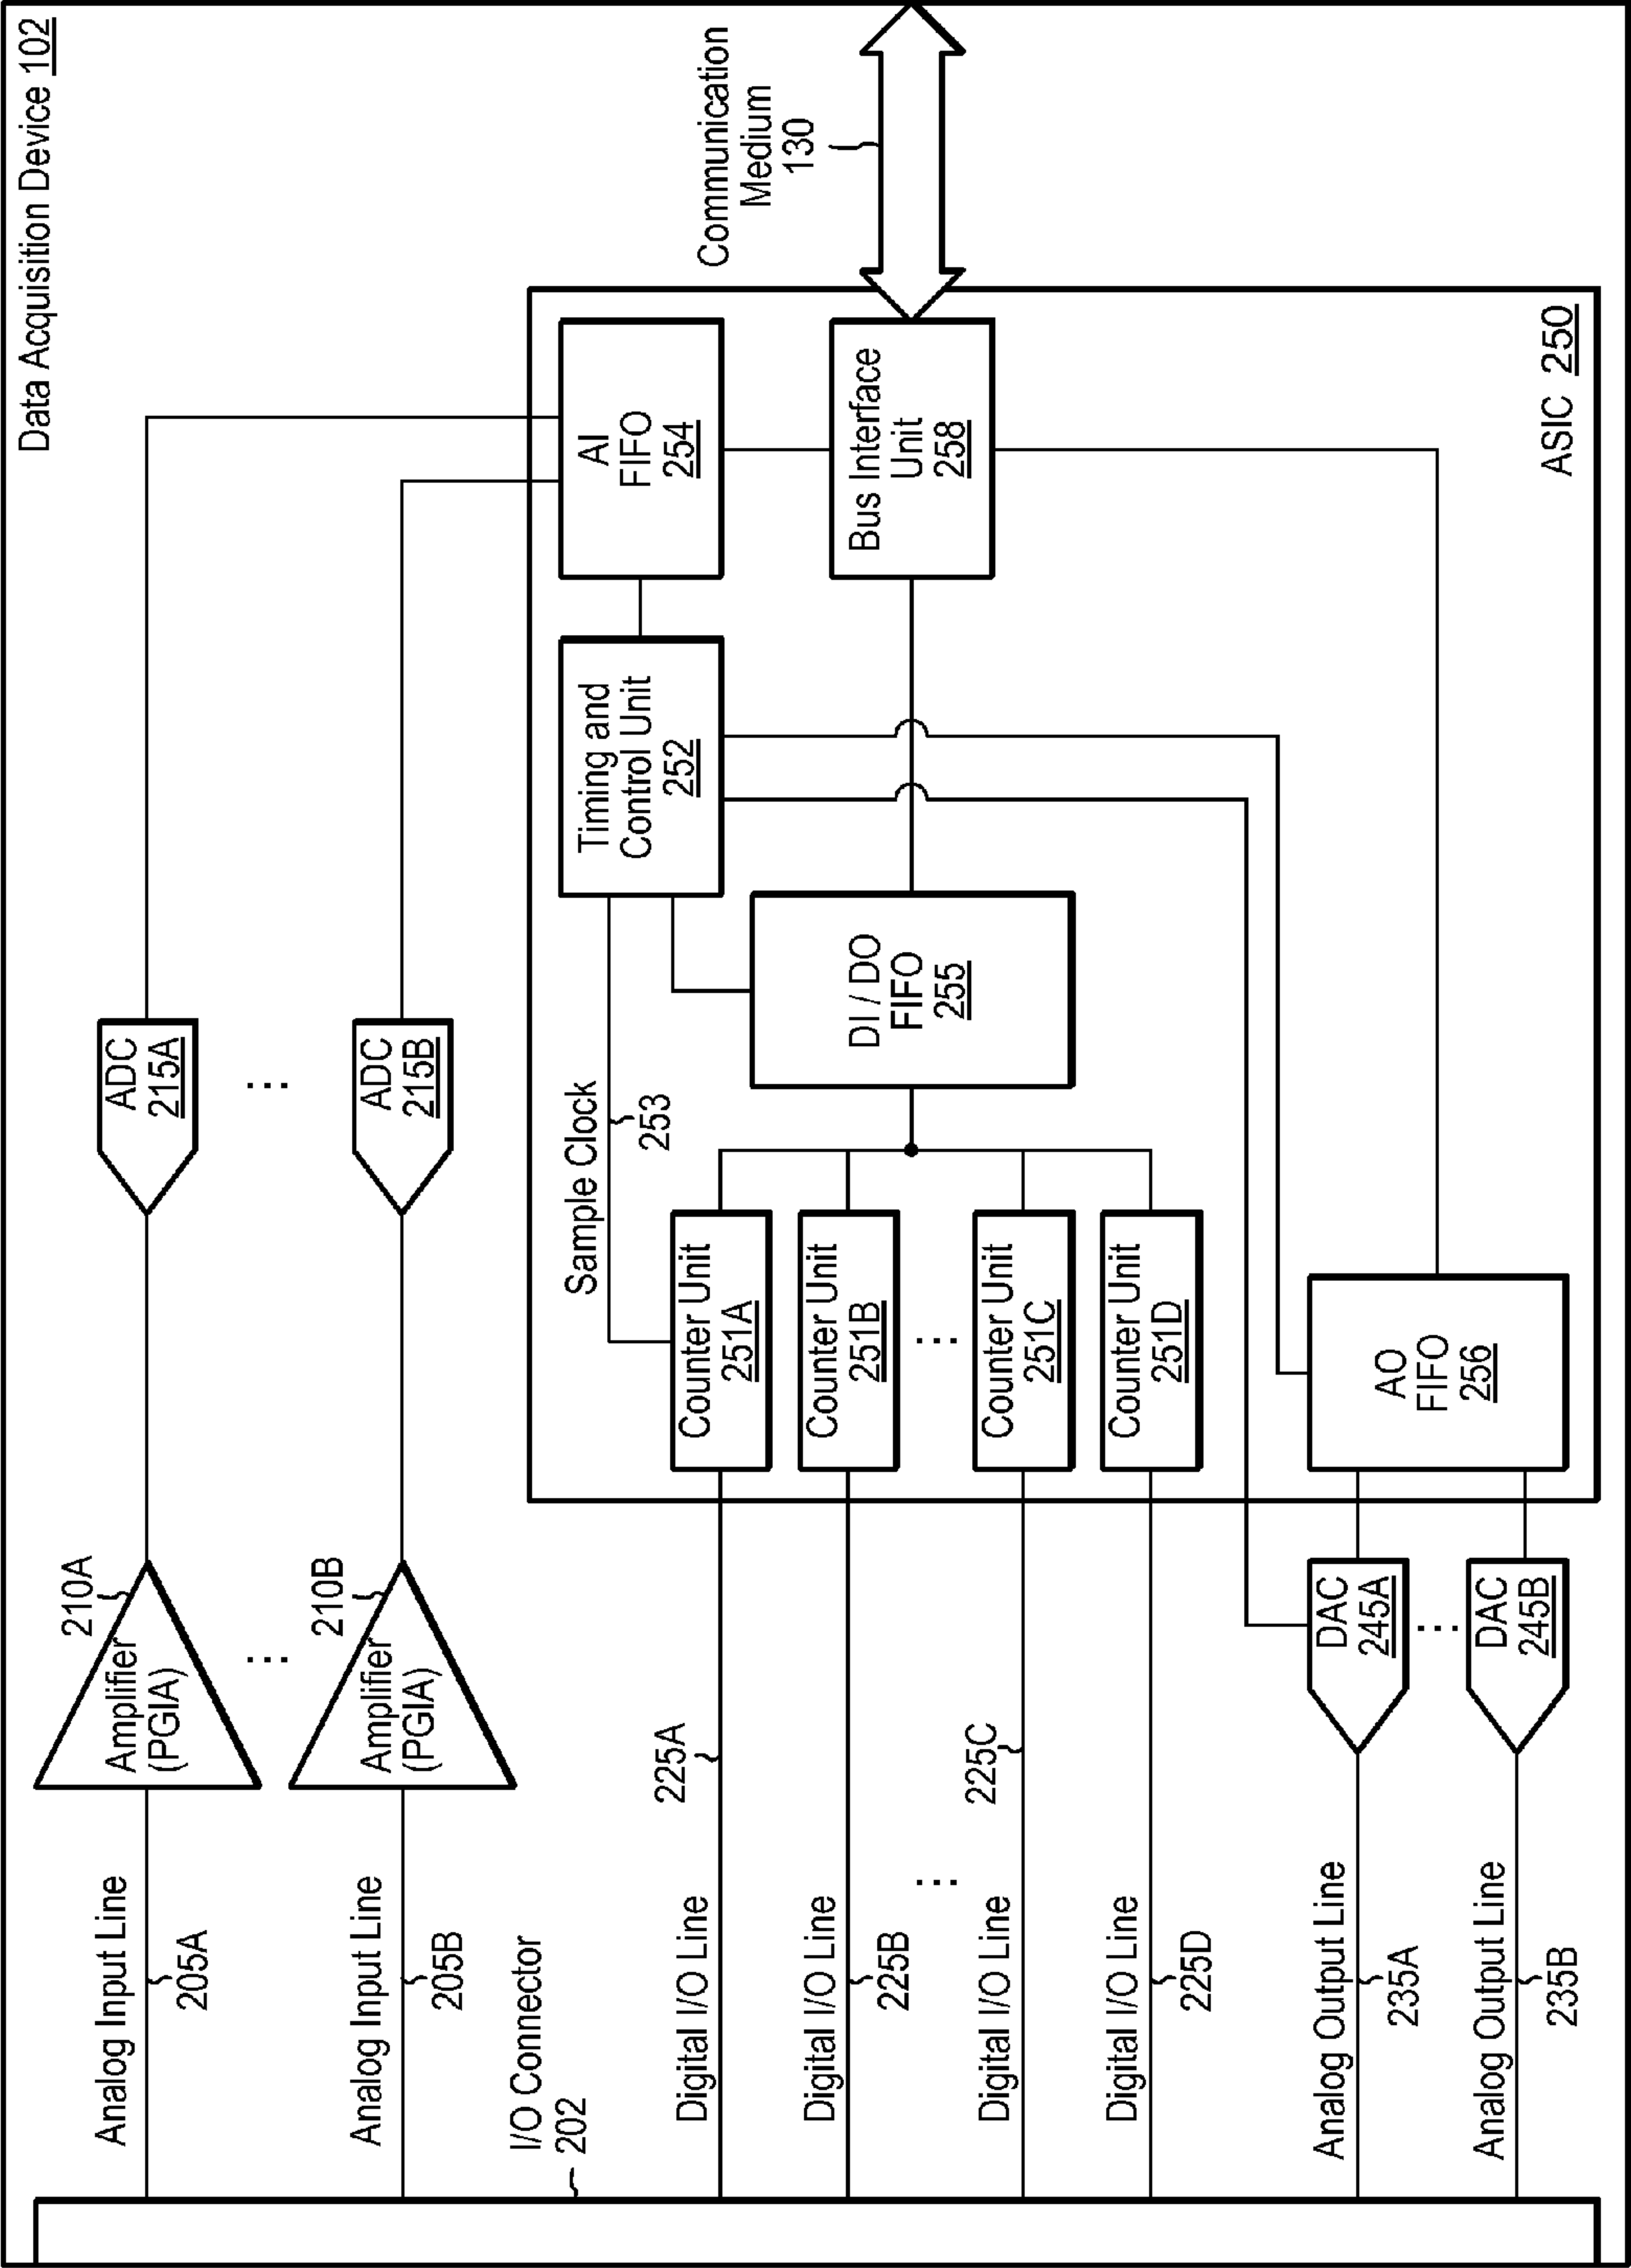 Data Acquisition Device 102
Analog Input Line
205A
Amplifier
(PGIA)
210A
ADC
215A
...
...
Analog Input Line
205B
Amplifier
(PGIA)
210B
ADC
215B
I/O Connector
202
Digital I/O Line
225A
Digital I/O Line
225B
...
Digital I/O Line
225C
Digital I/O Line
225D
Sample Clock
253
Counter Unit
251A
Counter Unit
251B
...
Counter Unit
251C
Counter Unit
251D
Timing and
Control Unit
252
AI
FIFO
254
DI / DO
FIFO
255
Bus Interface
Unit
258
Communication
Medium
130
Analog Output Line
235A
DAC
245A
...
Analog Output Line
235B
DAC
245B
AO
FIFO
256
ASIC 250